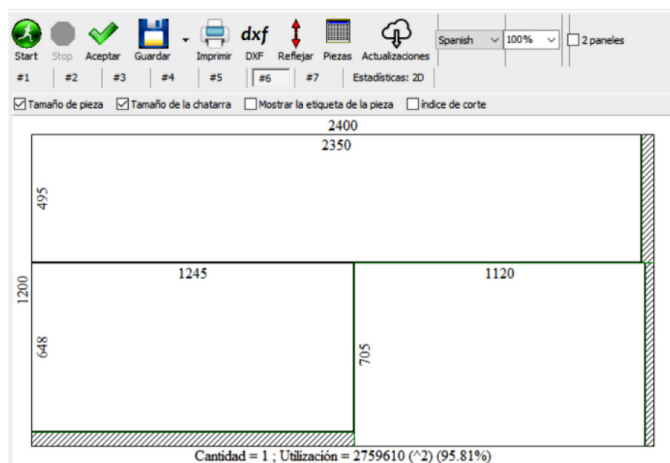 dxf
Spanish 100% 2 paneles
Start Stop Aceptar Guardar Imprimir DXF Reflejar Piezas Actualizaciones
#1 #2 #3 #4 #5 #6 #7 Estadísticas: 2D
Tamaño de pieza Tamaño de la chatarra Mostrar la etiqueta de la pieza índice de corte
2400
2350
495
1200
1245 1120
648
705
Cantidad = 1 ; Utilización = 2759610 (^2) (95.81%)